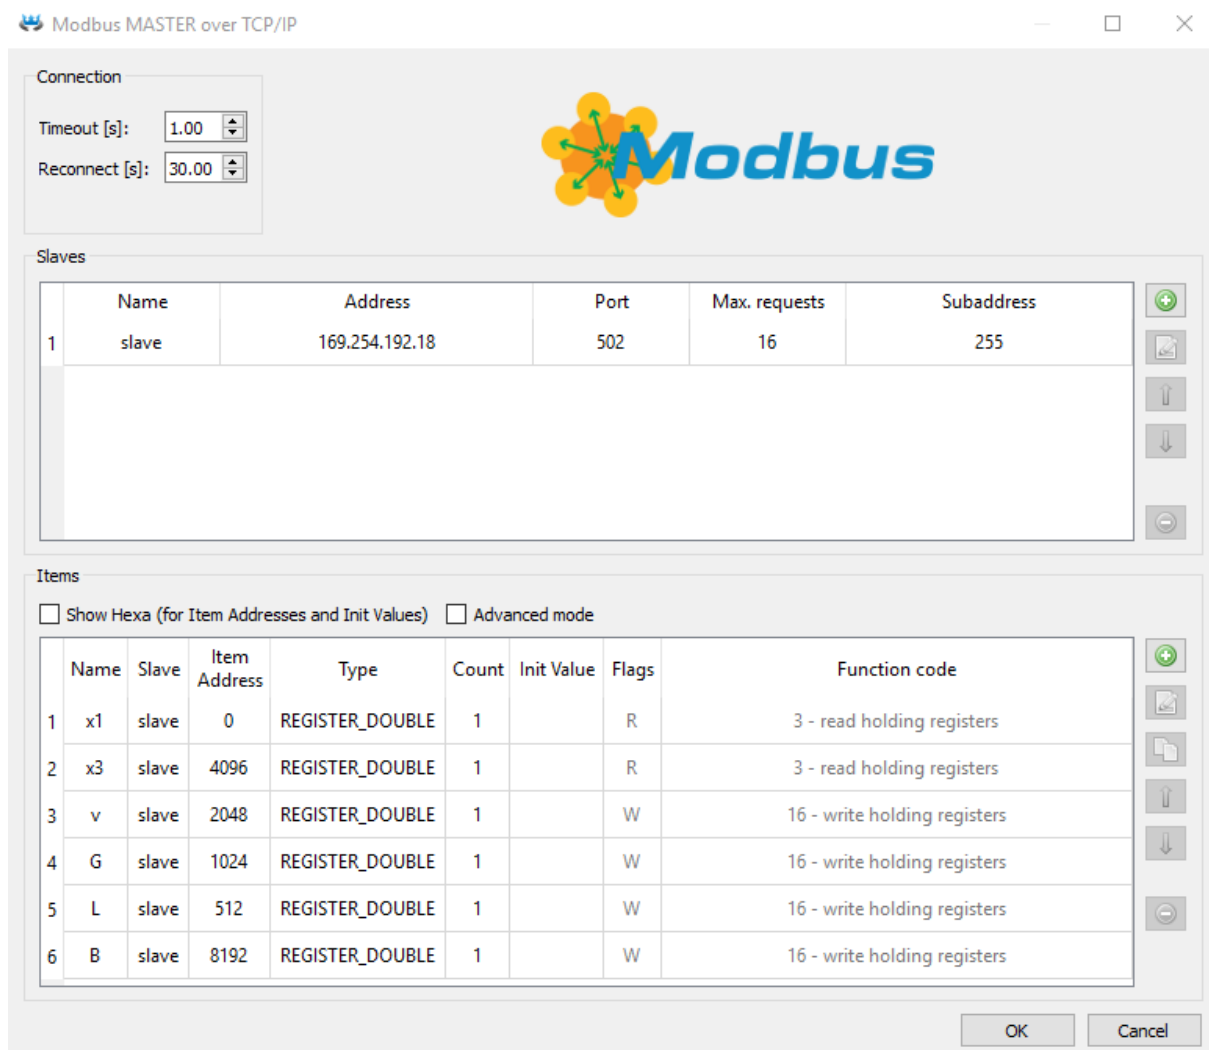 Modbus MASTER over TCP/IP
Connection
Timeout [s]: 1.00
Reconnect [s]: 30.00
Modbus
Slaves
Name Address Port Max. requests Subaddress
1 slave 169.254.192.18 502 16 255
Items
Show Hexa (for Item Addresses and Init Values) Advanced mode
Name Slave Item Address Type Count Init Value Flags Function code
1 x1 slave 0 REGISTER_DOUBLE 1 R 3 - read holding registers
2 x3 slave 4096 REGISTER_DOUBLE 1 R 3 - read holding registers
3 v slave 2048 REGISTER_DOUBLE 1 W 16 - write holding registers
4 G slave 1024 REGISTER_DOUBLE 1 W 16 - write holding registers
5 L slave 512 REGISTER_DOUBLE 1 W 16 - write holding registers
6 B slave 8192 REGISTER_DOUBLE 1 W 16 - write holding registers
OK Cancel